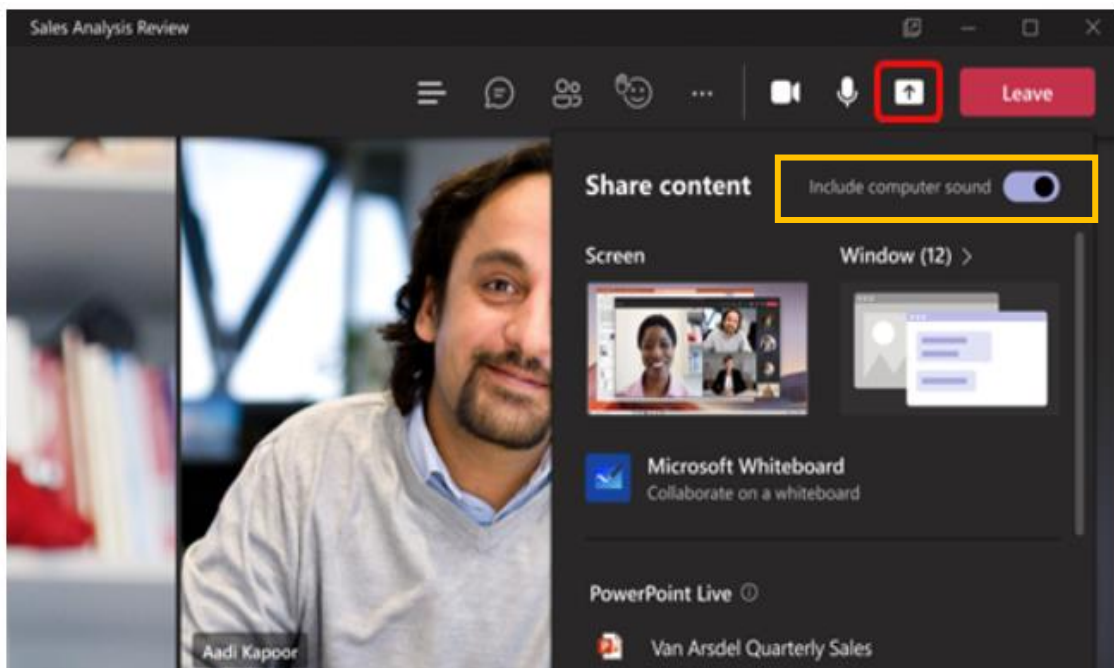 Sales Analysis Review
Leave
Share content
Include computer sound
Screen
Window (12) >
Microsoft Whiteboard
Collaborate on a whiteboard
PowerPoint Live
Van Arsdel Quarterly Sales
Aadi Kapoor